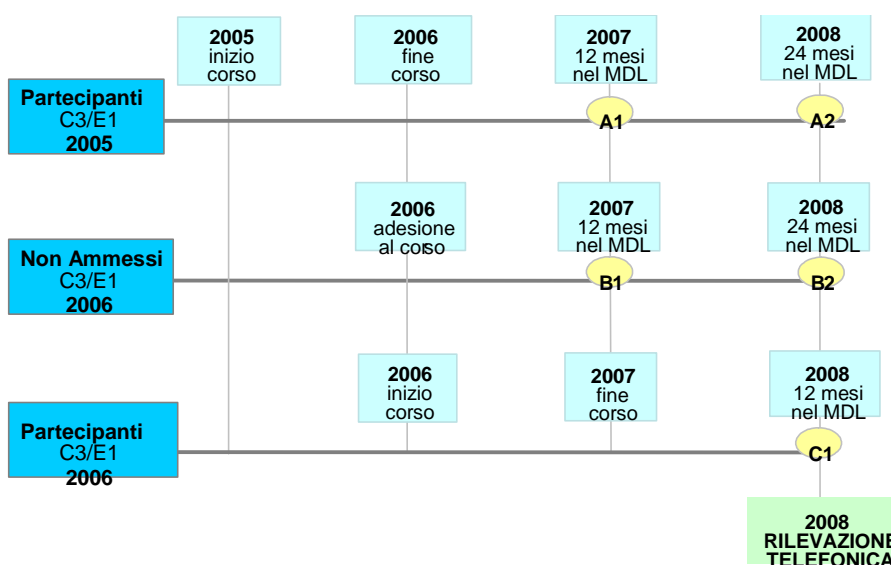 2005
inizio
corso
2006
fine
corso
2007
12 mesi
nel MDL
2008
24 mesi
nel MDL
Partecipanti
C3/E1
2005
A1
A2
2006
adesione
al corso
2007
12 mesi
nel MDL
2008
24 mesi
nel MDL
Non Ammessi
C3/E1
2006
B1
B2
2006
inizio
corso
2007
fine
corso
2008
12 mesi
nel MDL
Partecipanti
C3/E1
2006
C1
2008
RILEVAZIONE
TELEFONICA